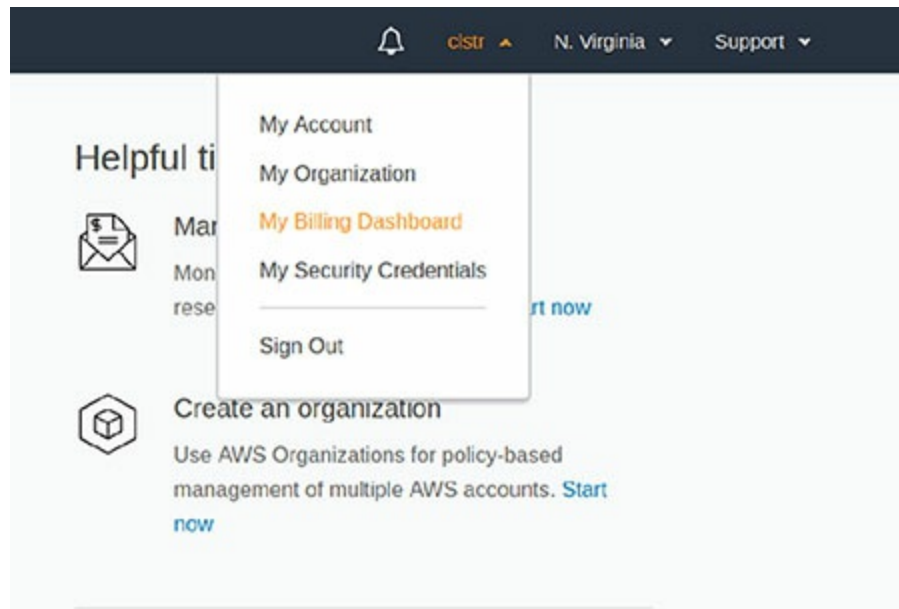 clstr N. Virginia Support
My Account
My Organization
My Billing Dashboard
My Security Credentials
Sign Out
Helpful ti
Mar
Mon
rese rt now
Create an organization
Use AWS Organizations for policy-based
management of multiple AWS accounts. Start
now